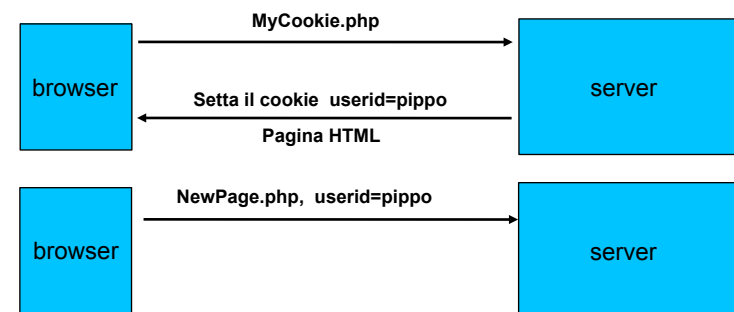 MyCookie.php
browser
server
Setta il cookie userid=pippo
Pagina HTML
NewPage.php, userid=pippo
browser
server